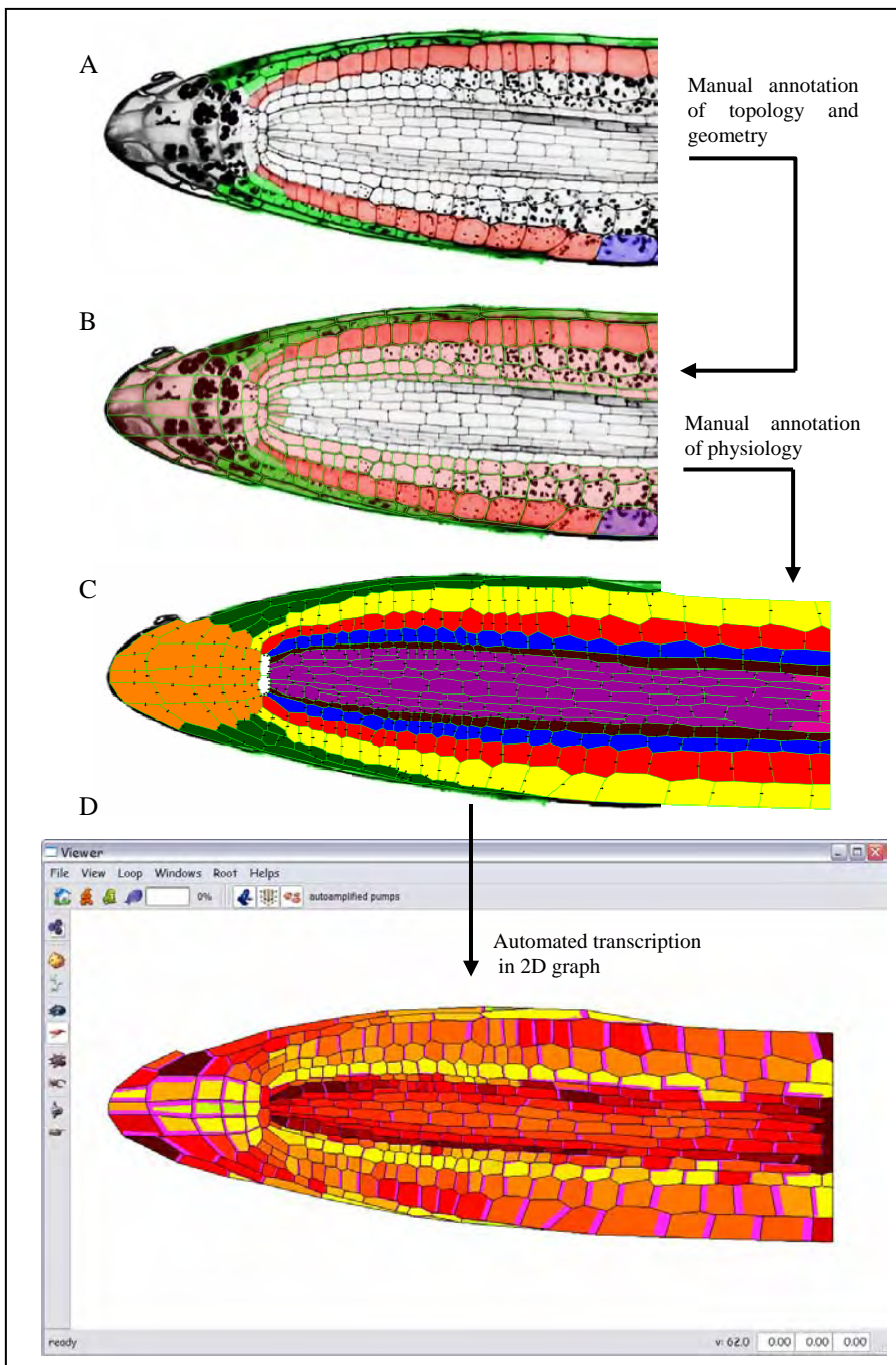 A
Manual annotation
of topology and
geometry
B
Manual annotation
of physiology
C
D
Viewer
File View Loop Windows Root Helps
0% autoamplified pumps
Automated transcription
in 2D graph
ready v: 62.0 0.00 0.00 0.00